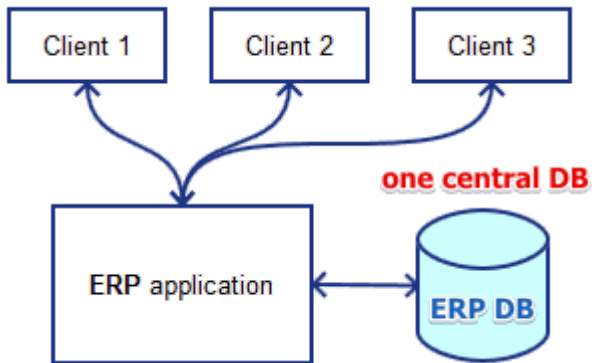 Client 1
Client 2
Client 3
one central DB
ERP application
ERP DB